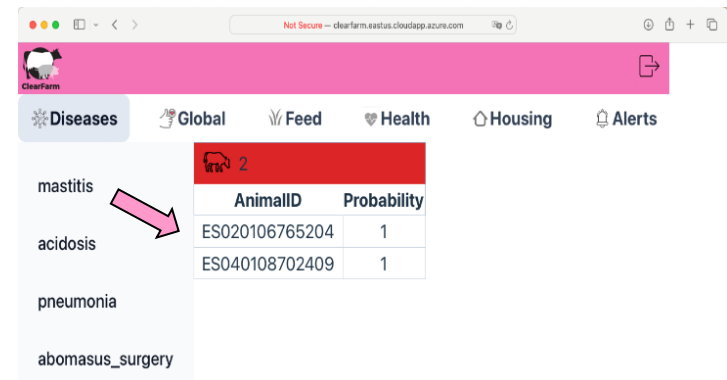 Not Secure — clearfarm.eastus.cloudapp.azure.com
ClearFarm
Diseases Global Feed Health Housing Alerts
2
mastitis
AnimalID Probability
ES020106765204 1
acidosis
ES040108702409 1
pneumonia
abomasus_surgery